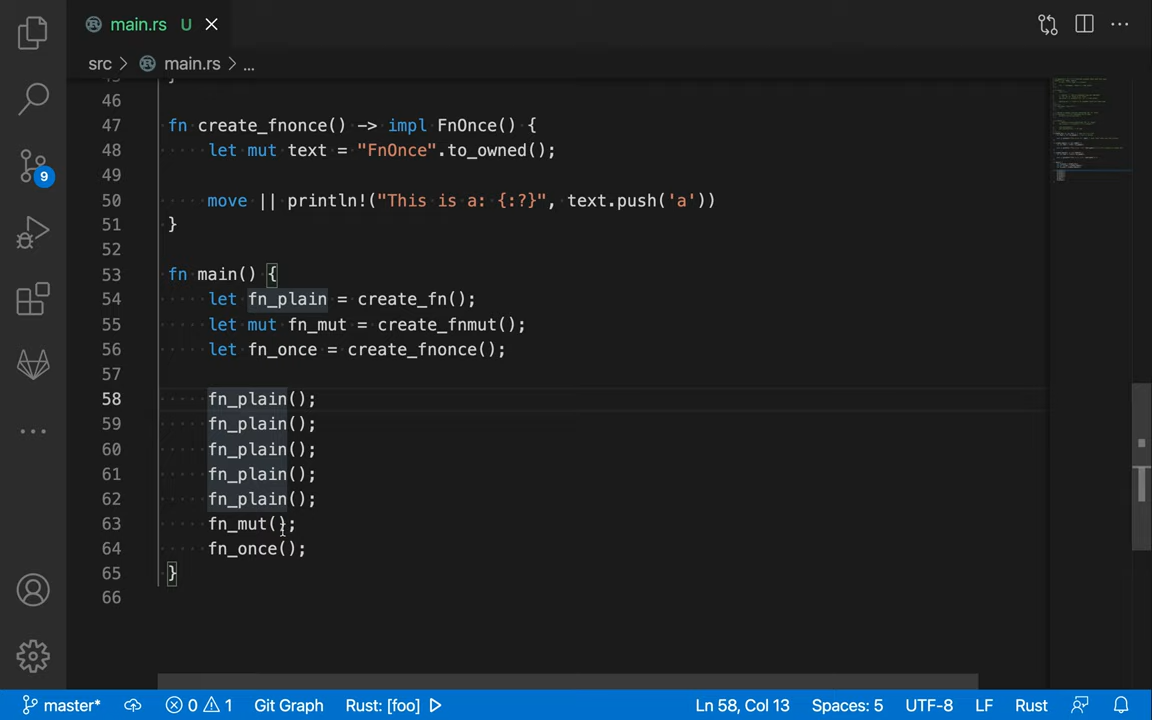 main.rs U
src > main.rs > ...
46
47 fn create_fnonce() -> impl FnOnce() {
48 let mut text = "FnOnce".to_owned();
49
50 move || println!("This is a: {:?}", text.push('a'))
51 }
52
53 fn main() {
54 let fn_plain = create_fn();
55 let mut fn_mut = create_fnmut();
56 let fn_once = create_fnonce();
57
58 fn_plain();
59 fn_plain();
60 fn_plain();
61 fn_plain();
62 fn_plain();
63 fn_mut();
64 fn_once();
65 }
66
9
master* 0 1 Git Graph Rust: [foo] Ln 58, Col 13 Spaces: 5 UTF-8 LF Rust